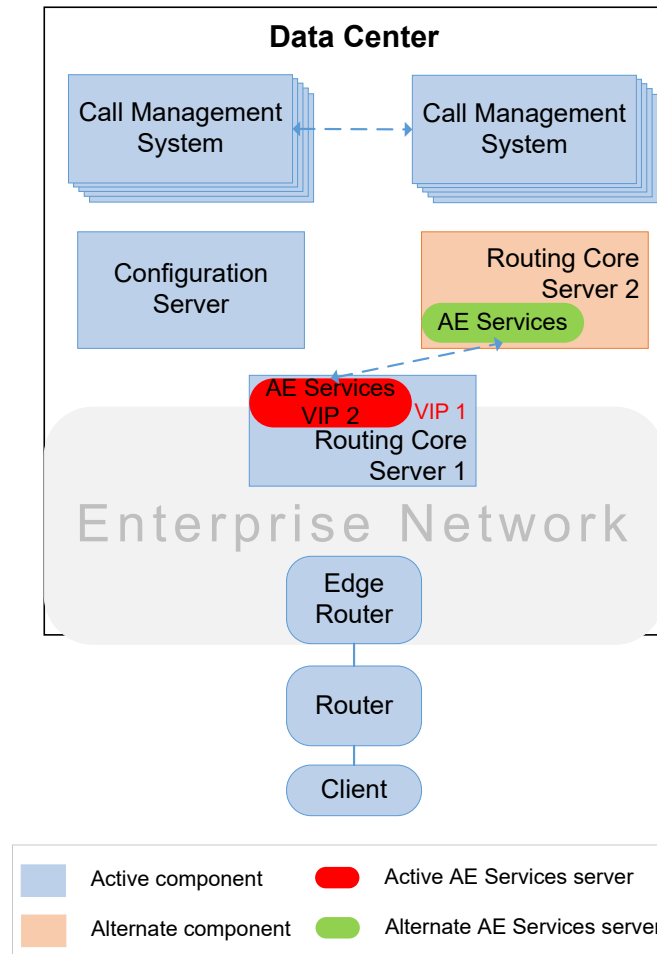 Data Center
Call Management
System
Call Management
System
Configuration
Server
Routing Core
Server 2
AE Services
AE Services
VIP 2
VIP 1
Routing Core
Server 1
Enterprise Network
Edge
Router
Router
Client
Active component
Active AE Services server
Alternate component
Alternate AE Services server